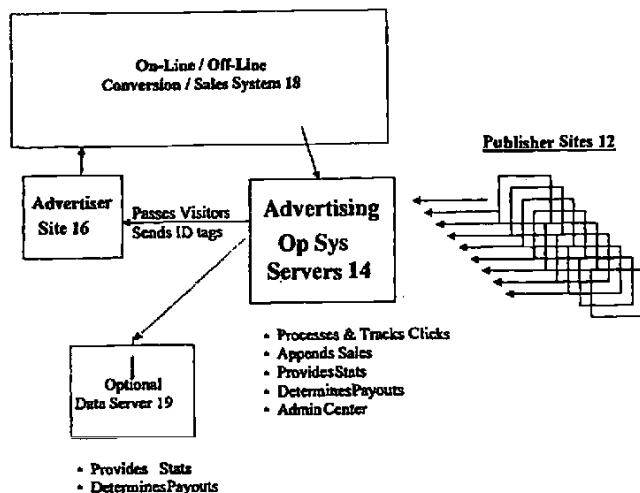 On-Line / Off-Line
Conversion / Sales System 18
Publisher Sites 12
Advertiser
Site 16
Passes Visitors
Sends ID tags
Advertising
Op Sys
Servers 14
• Processes & Tracks Clicks
• Appends Sales
• Provides Stats
• Determines Payouts
• Admin Center
Optional
Data Server 19
• Provides Stats
• Determines Payouts